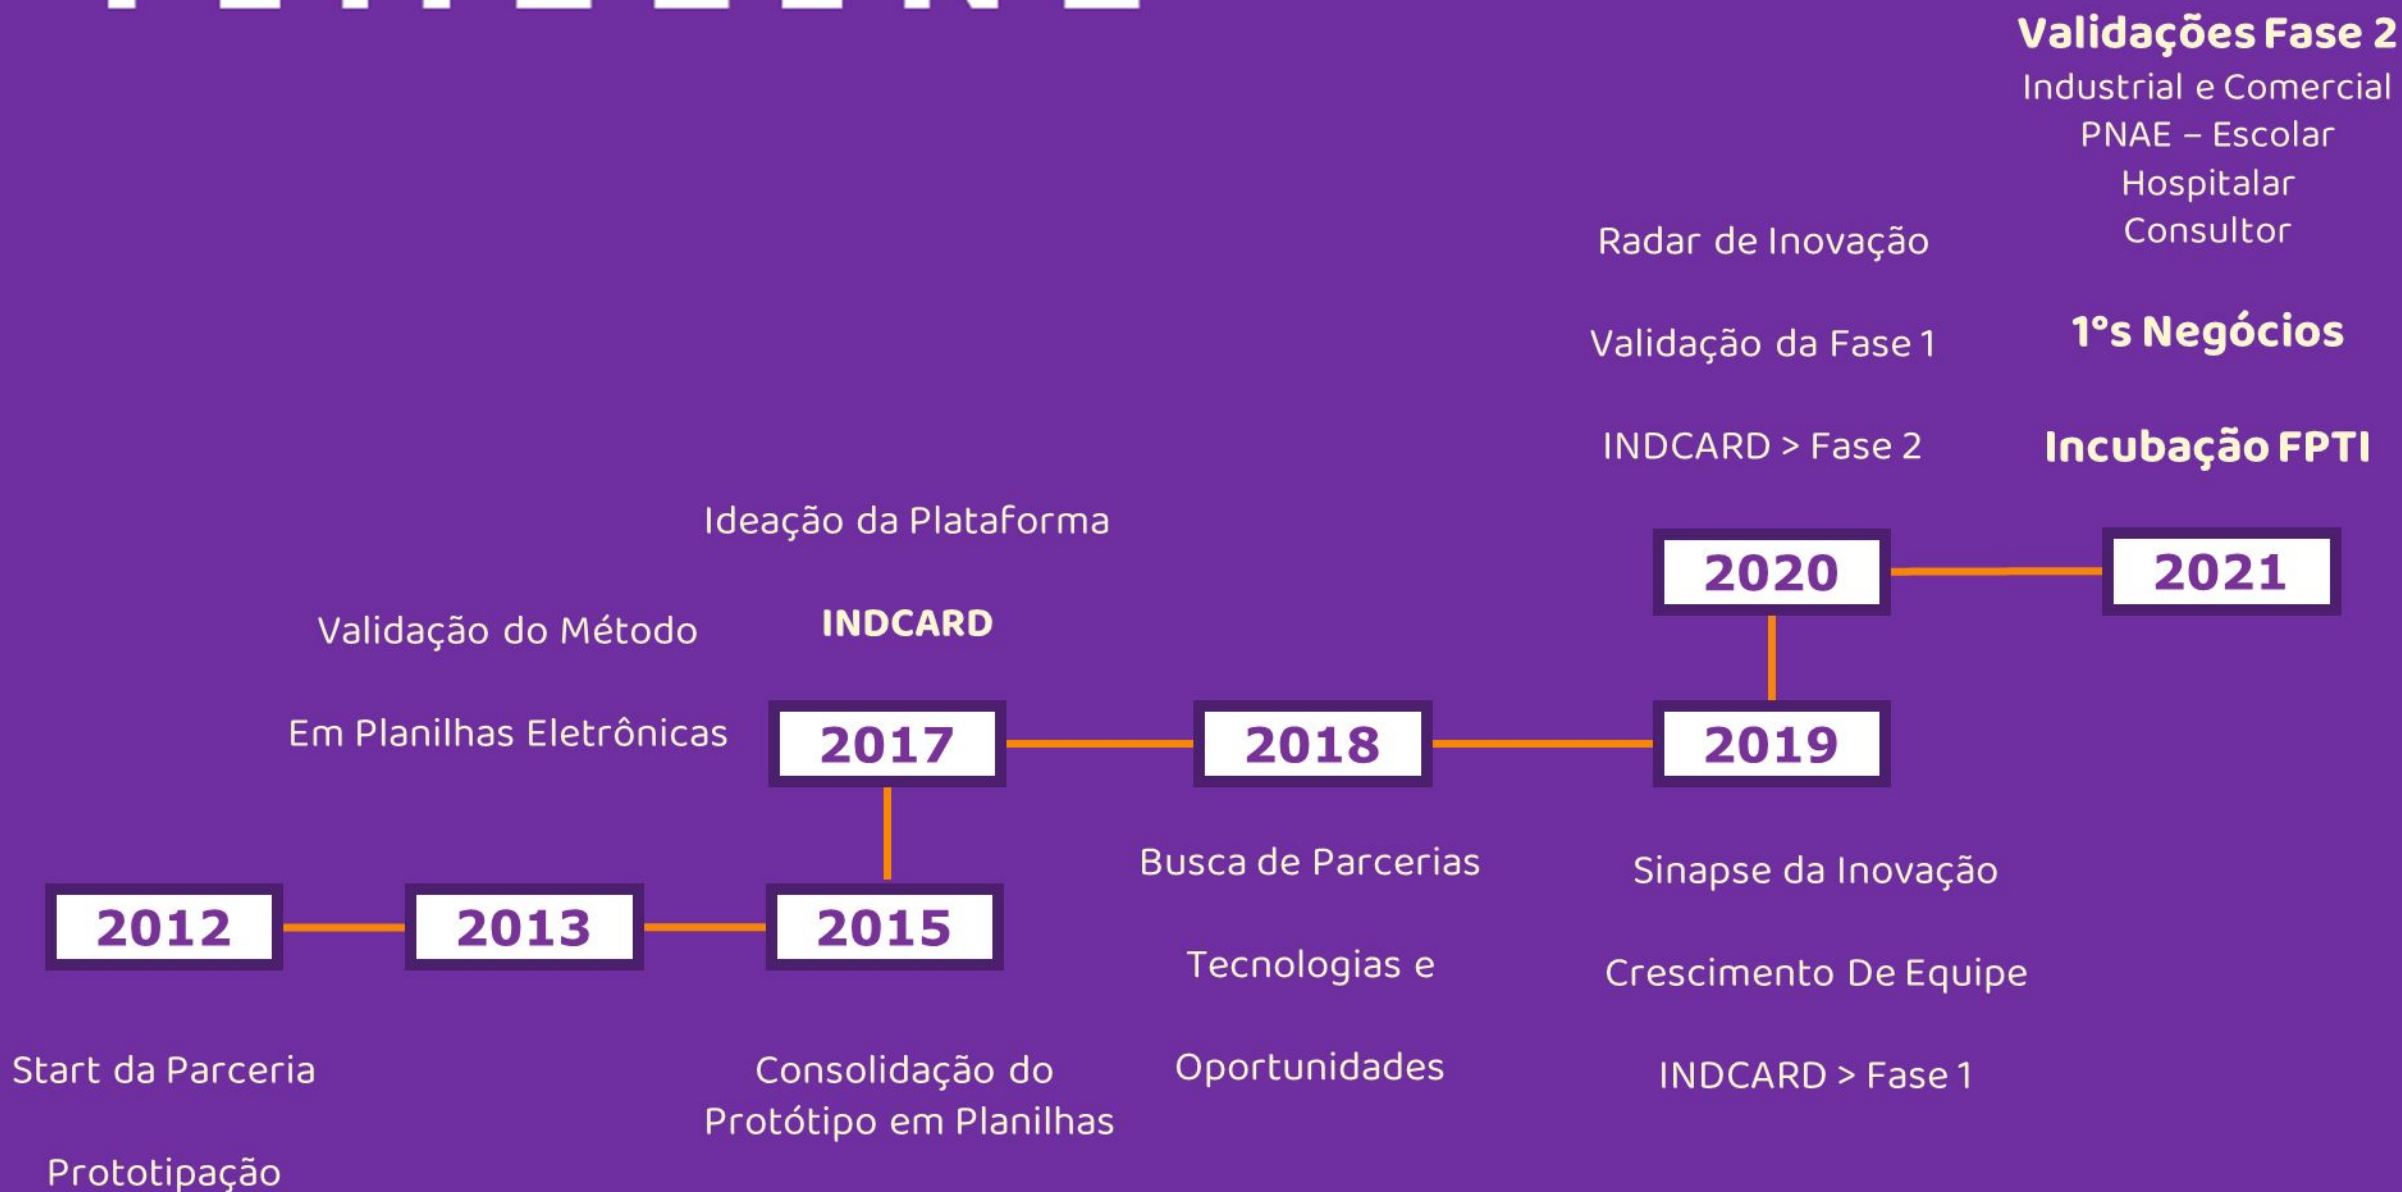 2012
Start da Parceria
Prototipação
Validação do Método
Em Planilhas Eletrônicas
2013
2015
Consolidação do
Protótipo em Planilhas
Ideação da Plataforma
INDCARD
2017
2018
Busca de Parcerias
Tecnologias e
Oportunidades
2019
Sinapse da Inovação
Crescimento De Equipe
INDCARD > Fase 1
Radar de Inovação
Validação da Fase 1
INDCARD > Fase 2
2020
Validações Fase 2
Industrial e Comercial
PNAE – Escolar
Hospitalar
Consultor
1ºs Negócios
Incubação FPTI
2021